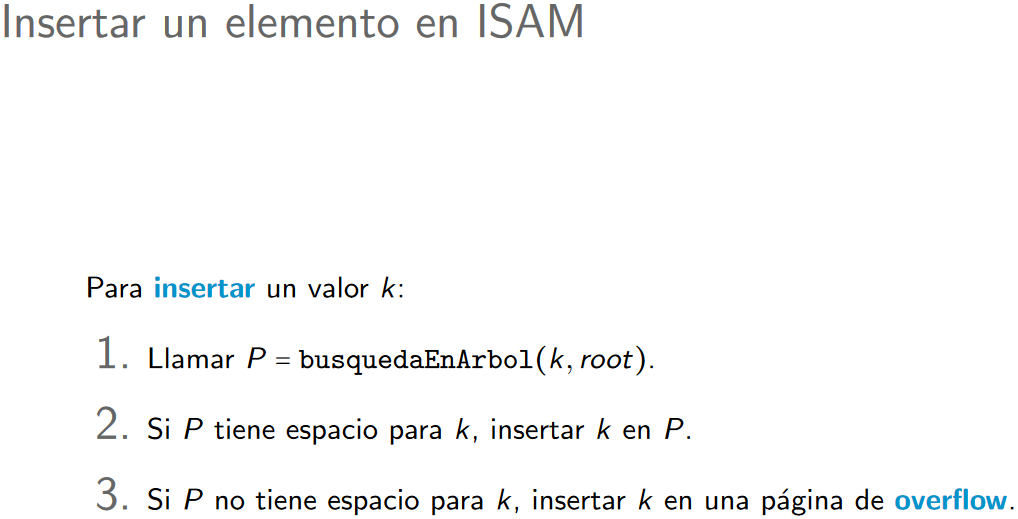 Insertar un elemento en ISAM
Para insertar un valor k:
1. Llamar P = busquedaEnArbol(k, root).
2. Si P tiene espacio para k, insertar k en P.
3. Si P no tiene espacio para k, insertar k en una página de overflow.